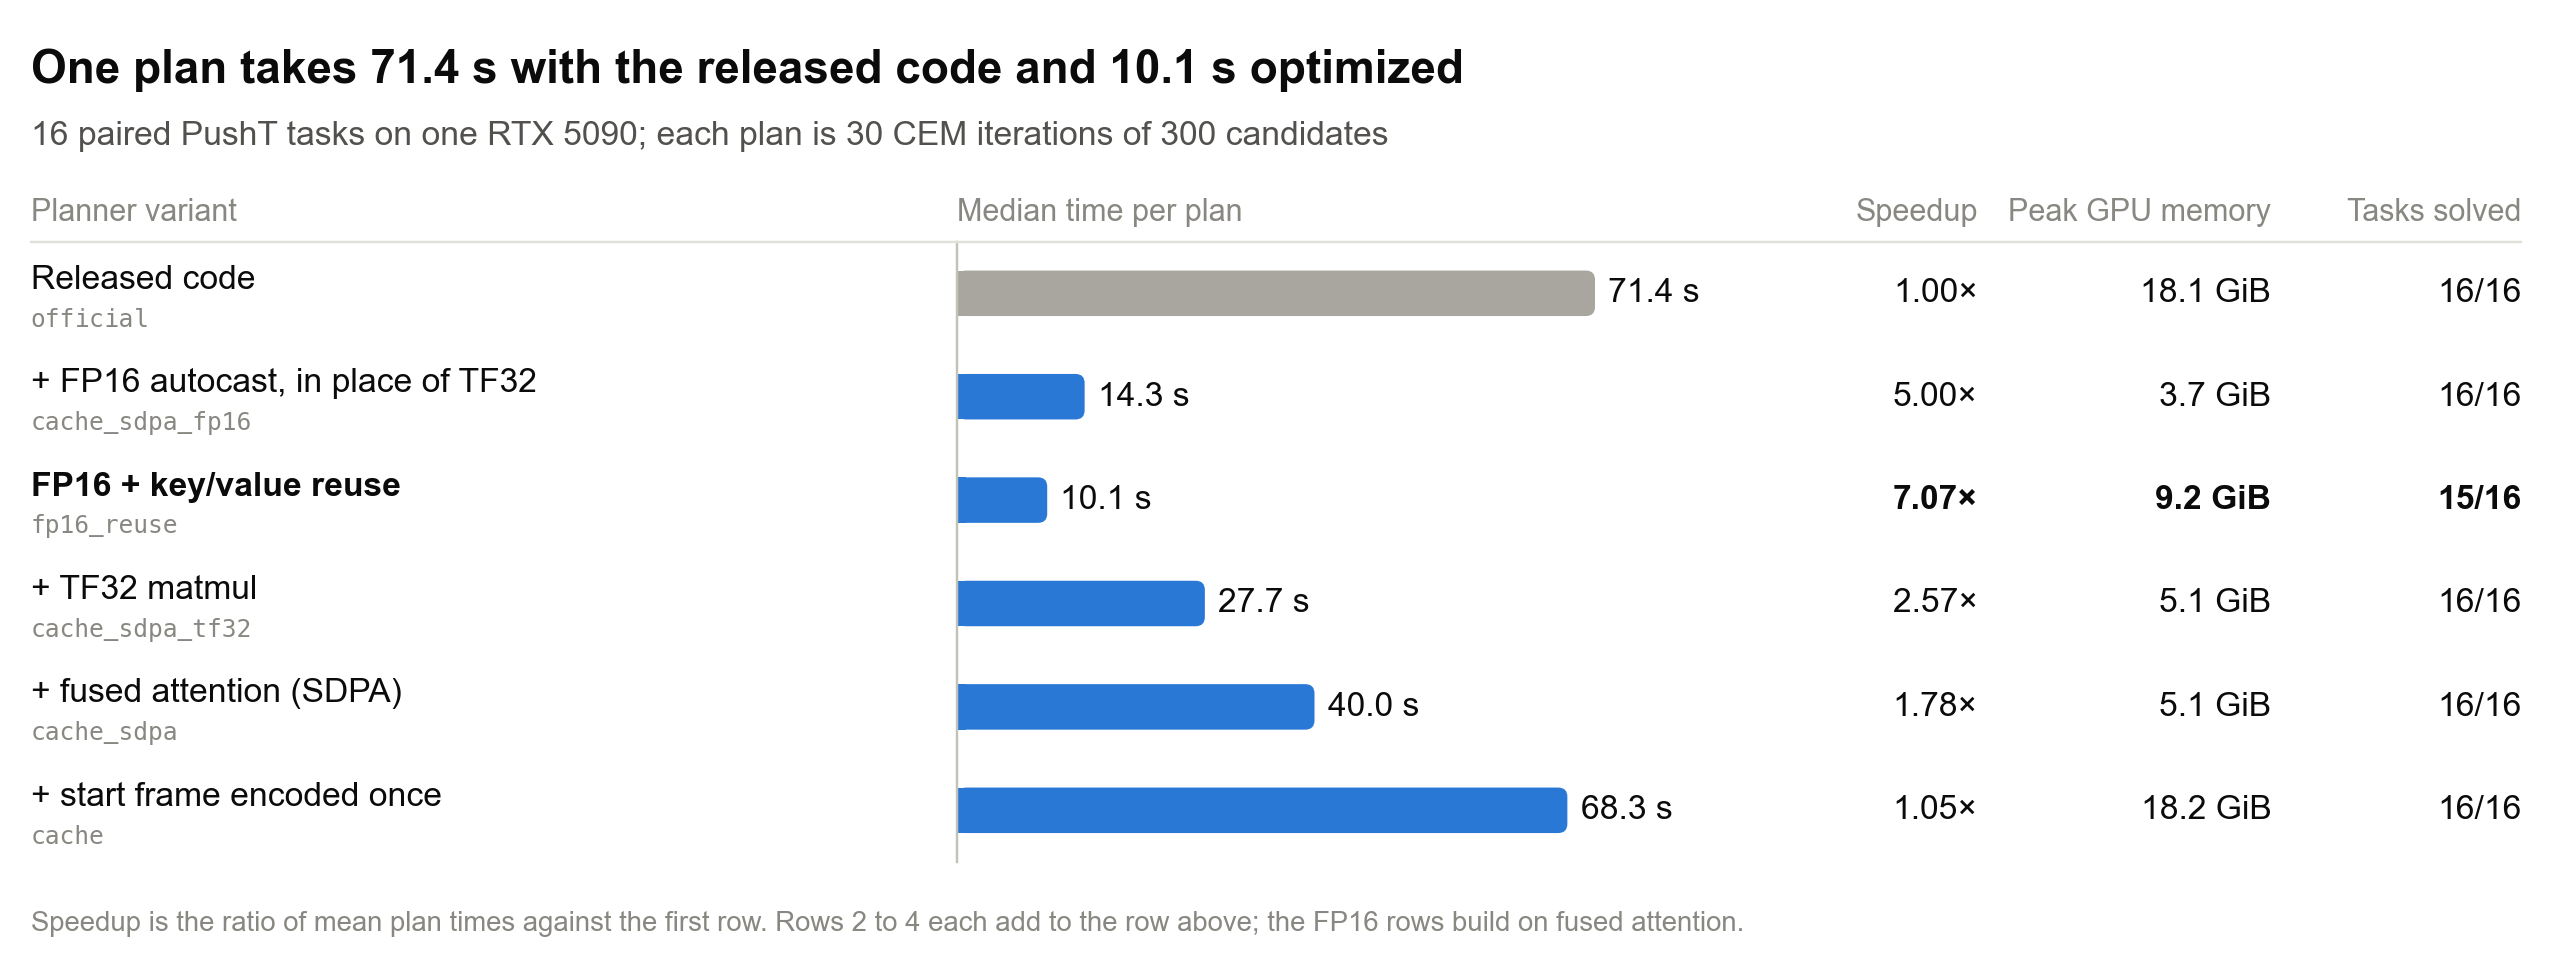 One plan takes 71.4 s with the released code and 10.1 s optimized
16 paired PushT tasks on one RTX 5090; each plan is 30 CEM iterations of 300 candidates
Planner variant Median time per plan Speedup Peak GPU memory Tasks solved
Released code
official
71.4 s 1.00× 18.1 GiB 16/16
+ FP16 autocast, in place of TF32
cache_sdpa_fp16
14.3 s 5.00× 3.7 GiB 16/16
FP16 + key/value reuse
fp16_reuse
10.1 s 7.07× 9.2 GiB 15/16
+ TF32 matmul
cache_sdpa_tf32
27.7 s 2.57× 5.1 GiB 16/16
+ fused attention (SDPA)
cache_sdpa
40.0 s 1.78× 5.1 GiB 16/16
+ start frame encoded once
cache
68.3 s 1.05× 18.2 GiB 16/16
Speedup is the ratio of mean plan times against the first row. Rows 2 to 4 each add to the row above; the FP16 rows build on fused attention.